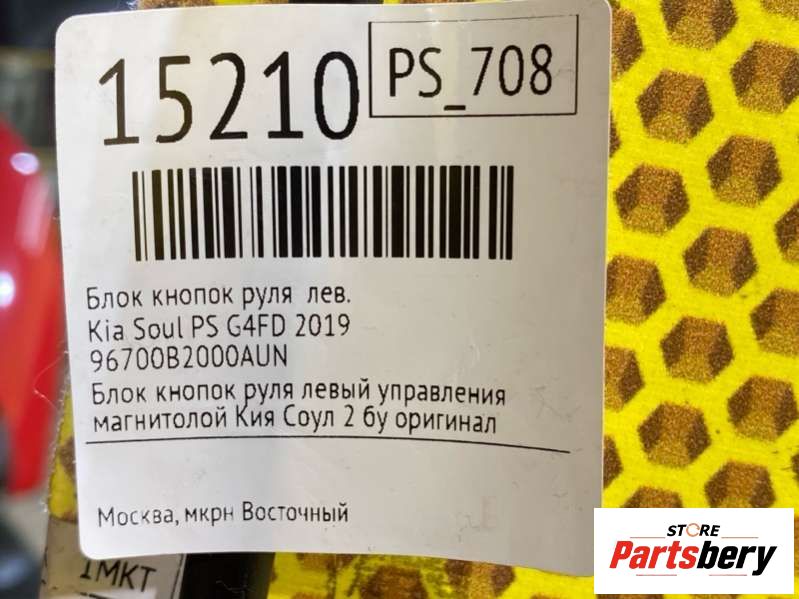 15210
PS_708
Блок кнопок руля лев.
Kia Soul PS G4FD 2019
96700B2000AUN
Блок кнопок руля левый управления
магнитолой Кия Соул 2 бу оригинал
Москва, мкрн Восточный
1МКТ
STORE
Partsbery